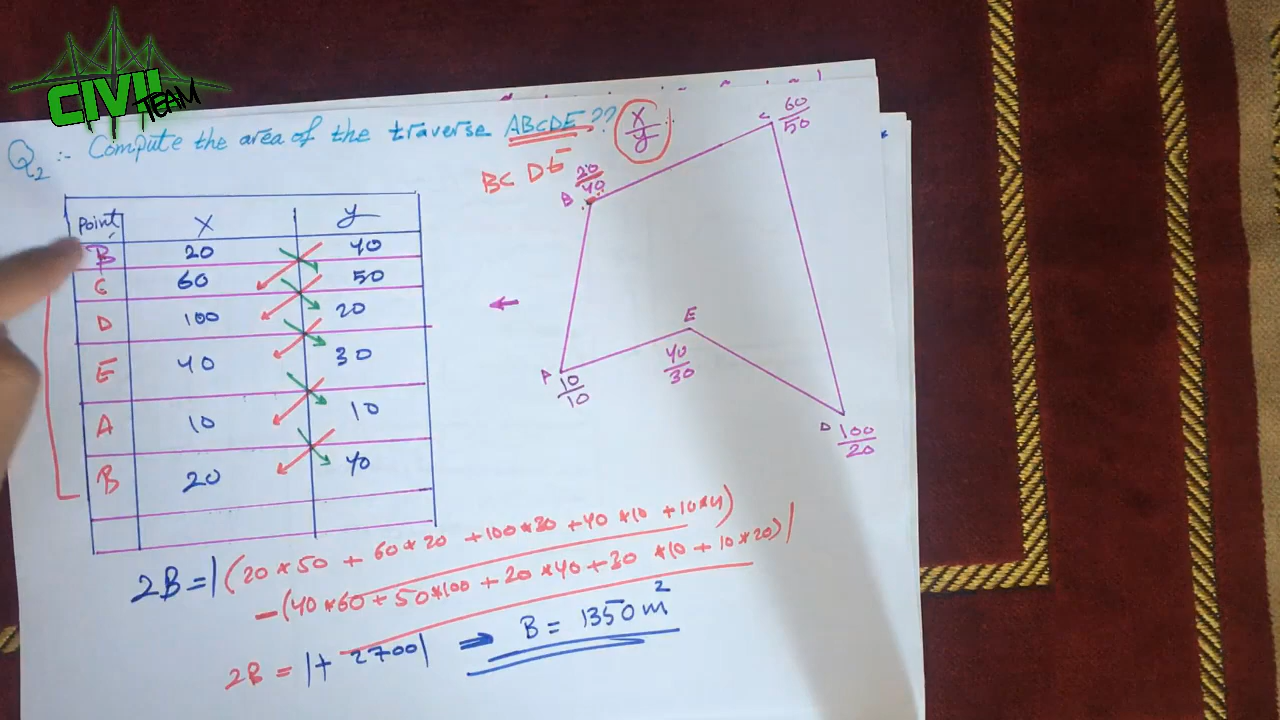 CIVIL
TEAM
Q2 :- Compute the area of the traverse ABCDE ?? x/y
BC DE
Point X y
B 20 40
C 60 50
D 100 20
E 40 30
A 10 10
B 20 40
B 20/40
C 60/50
E 40/30
A 10/10
D 100/20
2B = |(20*50 + 60*20 + 100*30 + 40*10 + 10*4)
-(40*60 + 50*100 + 20*40 + 30*10 + 10*20)|
2B = |+ 2700| ⇒ B = 1350 m²